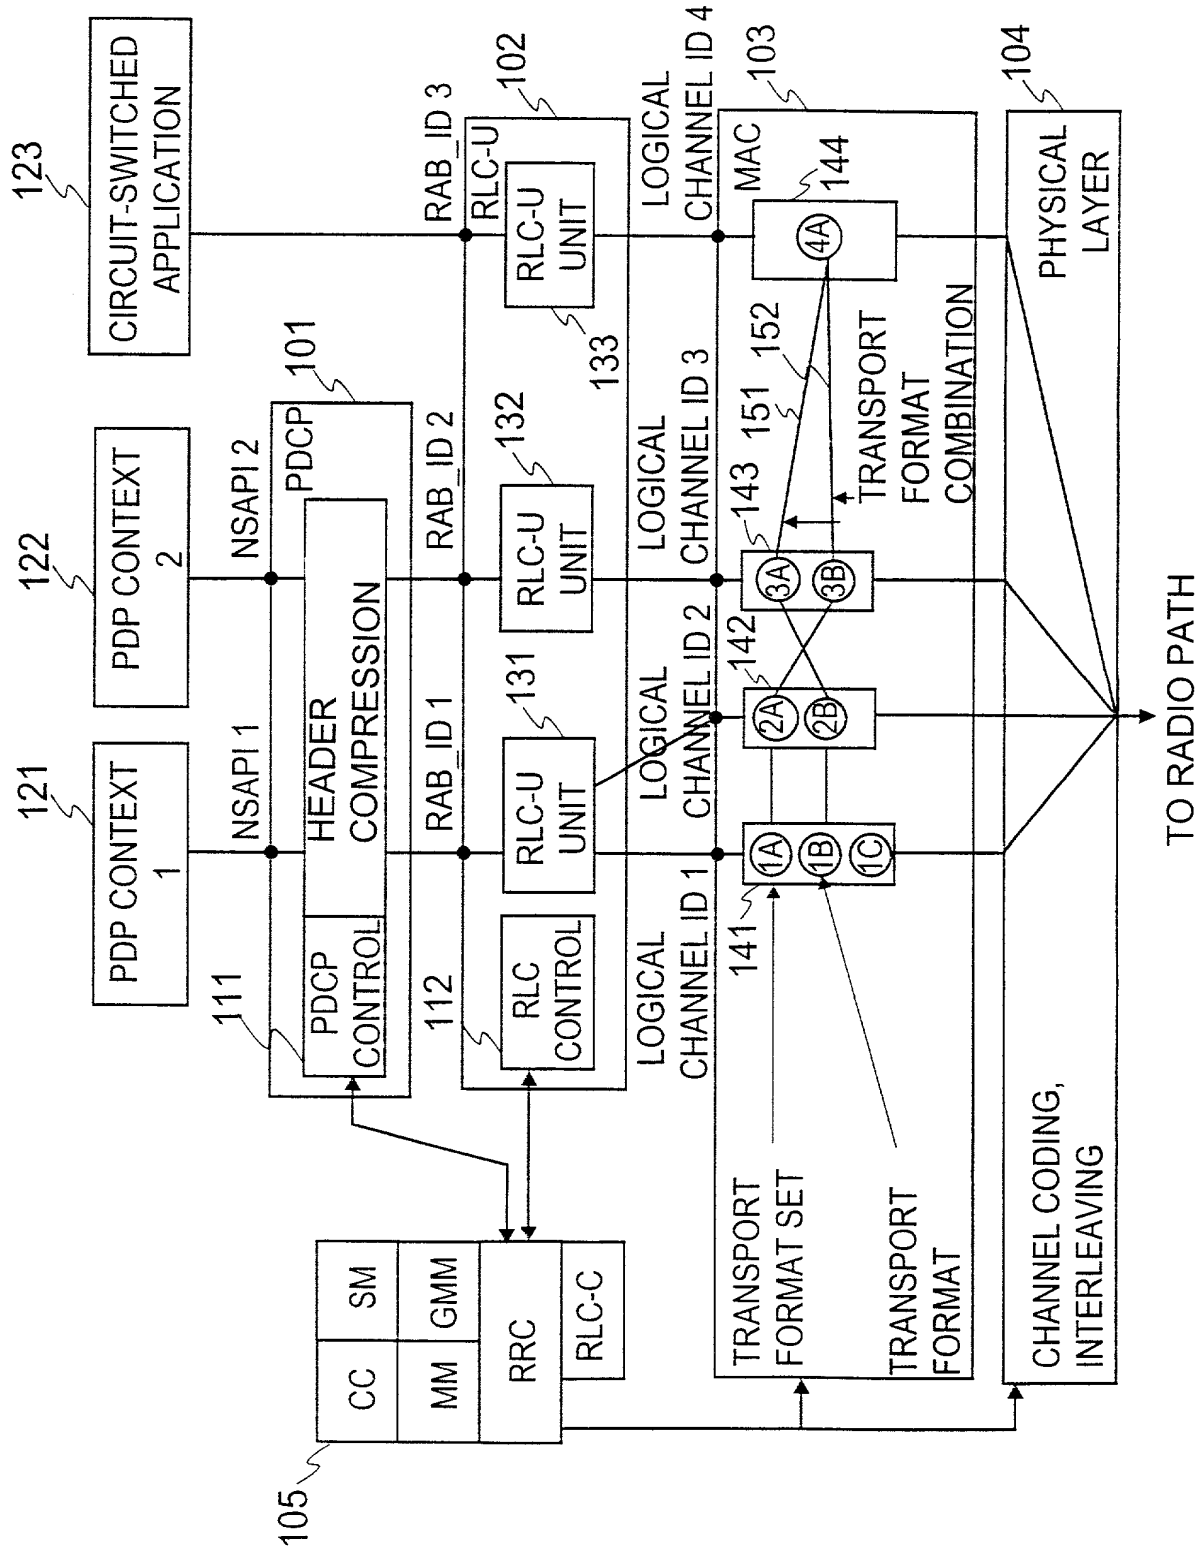 121
PDP CONTEXT
1
122
PDP CONTEXT
2
123
CIRCUIT-SWITCHED
APPLICATION
NSAPI 1
NSAPI 2
111
PDCP
101
PDCP
CONTROL
HEADER
COMPRESSION
105
CC
SM
MM
GMM
RRC
RLC-C
112
RAB_ID 1
RAB_ID 2
RAB_ID 3
RLC-U
102
RLC
CONTROL
RLC-U
UNIT
131
RLC-U
UNIT
132
RLC-U
UNIT
133
LOGICAL
CHANNEL ID 1
LOGICAL
CHANNEL ID 2
LOGICAL
CHANNEL ID 3
LOGICAL
CHANNEL ID 4
MAC
103
TRANSPORT
FORMAT SET
TRANSPORT
FORMAT
141
1A
1B
1C
142
2A
2B
143
3A
3B
151
152
TRANSPORT
FORMAT
COMBINATION
144
4A
104
CHANNEL CODING,
INTERLEAVING
PHYSICAL
LAYER
TO RADIO PATH